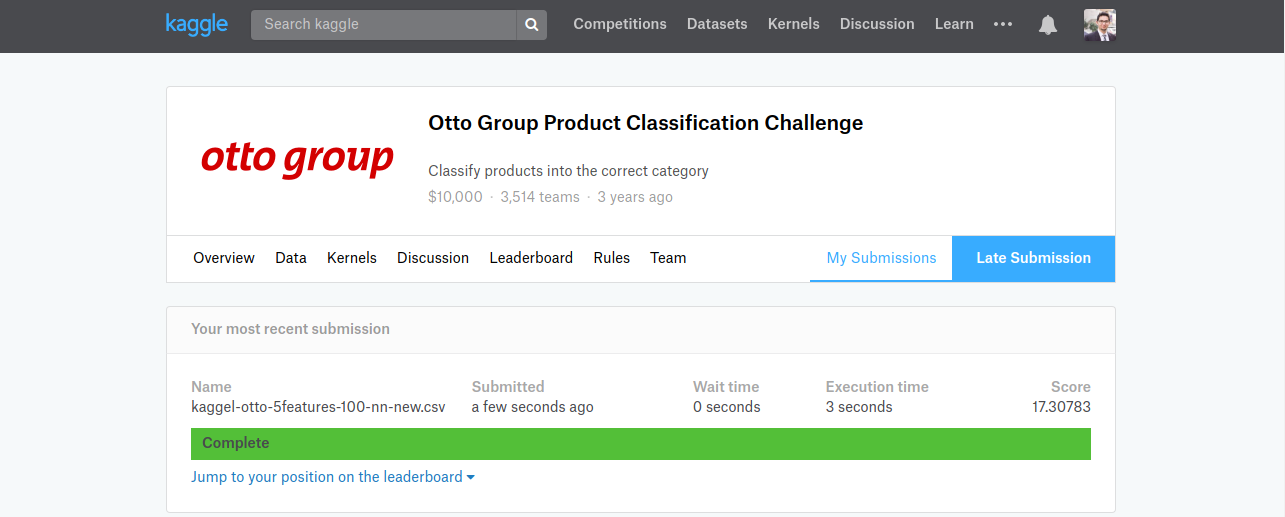 kaggle Search kaggle Competitions Datasets Kernels Discussion Learn
otto group
Otto Group Product Classification Challenge
Classify products into the correct category
$10,000 · 3,514 teams · 3 years ago
Overview Data Kernels Discussion Leaderboard Rules Team My Submissions Late Submission
Your most recent submission
Name Submitted Wait time Execution time Score
kaggel-otto-5features-100-nn-new.csv a few seconds ago 0 seconds 3 seconds 17.30783
Complete
Jump to your position on the leaderboard